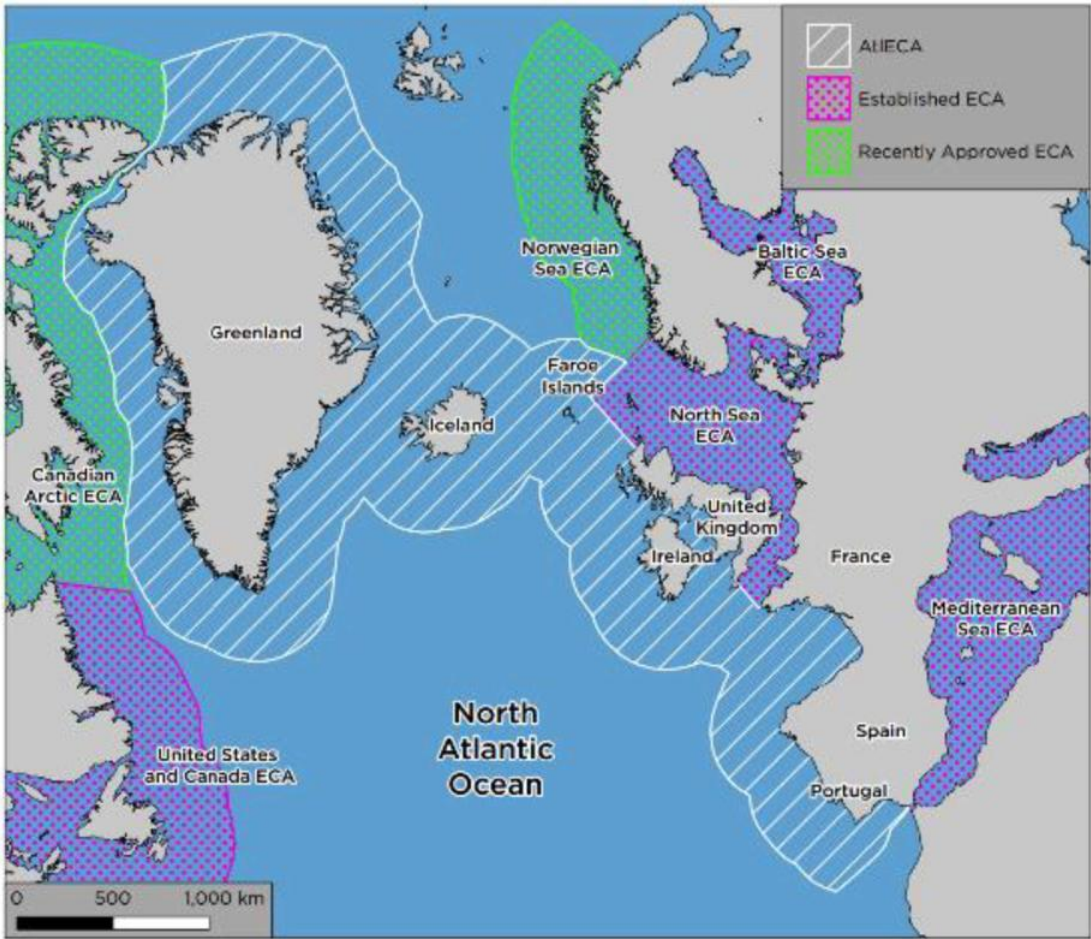 AtlECA
Established ECA
Recently Approved ECA
Norwegian
Sea ECA
Baltic Sea
ECA
Greenland
Faroe
Islands
Iceland
North Sea
ECA
Canadian
Arctic ECA
United
Kingdom
Ireland
France
Mediterranean
Sea ECA
North
Atlantic
Ocean
Spain
United States
and Canada ECA
Portugal
0 500 1,000 km